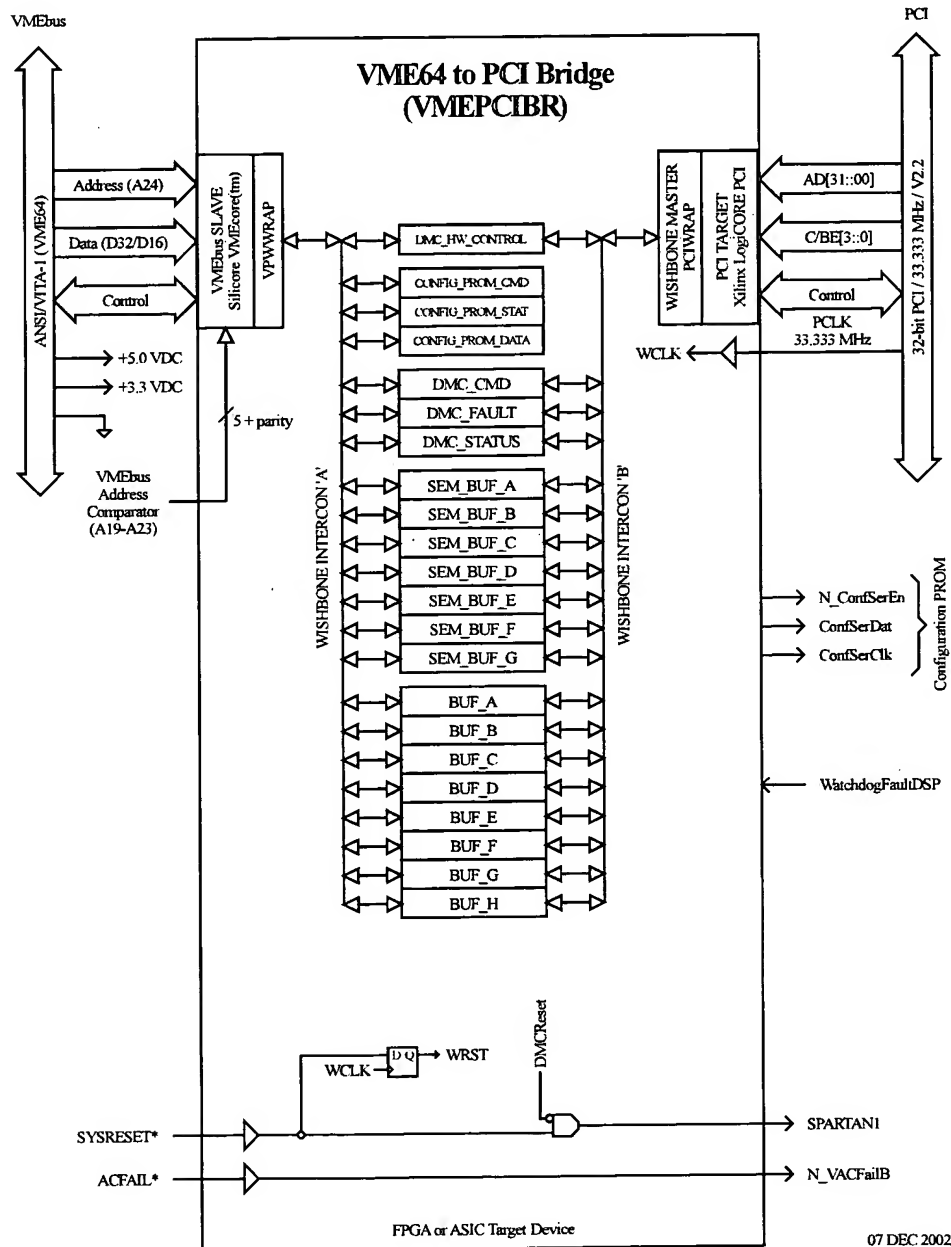 VMEbus
PCI
VME64 to PCI Bridge
(VMEPCIBR)
ANSI/VITA-1 (VME64)
Address (A24)
Data (D32/D16)
Control
+5.0 VDC
+3.3 VDC
VMEbus
Address
Comparator
(A19-A23)
5 + parity
VMEbus SLAVE
Silicore VMEcore(tm)
VPWWRAP
WISHBONE INTERCON 'A'
DMC_HW_CONTROL
CONFIG_PROM_CMD
CONFIG_PROM_STAT
CONFIG_PROM_DATA
DMC_CMD
DMC_FAULT
DMC_STATUS
SEM_BUF_A
SEM_BUF_B
SEM_BUF_C
SEM_BUF_D
SEM_BUF_E
SEM_BUF_F
SEM_BUF_G
BUF_A
BUF_B
BUF_C
BUF_D
BUF_E
BUF_F
BUF_G
BUF_H
WISHBONE INTERCON 'B'
WISHBONE MASTER
PCIWRAP
PCI TARGET
Xilinx LogiCORE PCI
AD[31::00]
C/BE[3::0]
Control
PCLK
33.333 MHz
WCLK
32-bit PCI / 33.333 MHz V2.2
N_ConfSerEn
ConfSerDat
ConfSerClk
Configuration PROM
WatchdogFaultDSP
D Q
WRST
WCLK
DMCReset
SYSRESET*
SPARTAN1
ACFAIL*
N_VACFailB
FPGA or ASIC Target Device
07 DEC 2002